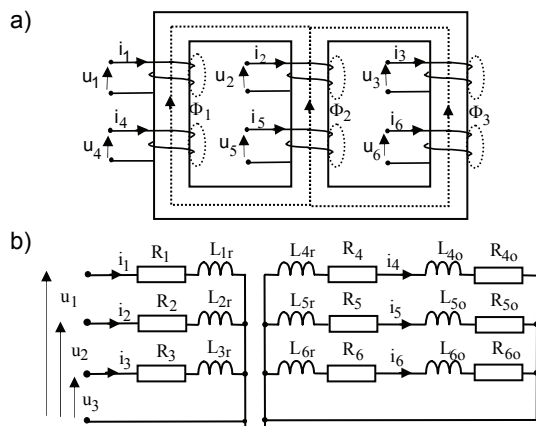 a)
i₁ i₂ i₃
u₁ u₂ u₃
Φ₁ Φ₂ Φ₃
i₄ i₅ i₆
u₄ u₅ u₆
b)
i₁ R₁ L₁ᵣ L₄ᵣ R₄ i₄ L₄ₒ R₄ₒ
u₁
i₂ R₂ L₂ᵣ L₅ᵣ R₅ i₅ L₅ₒ R₅ₒ
u₂
i₃ R₃ L₃ᵣ L₆ᵣ R₆ i₆ L₆ₒ R₆ₒ
u₃